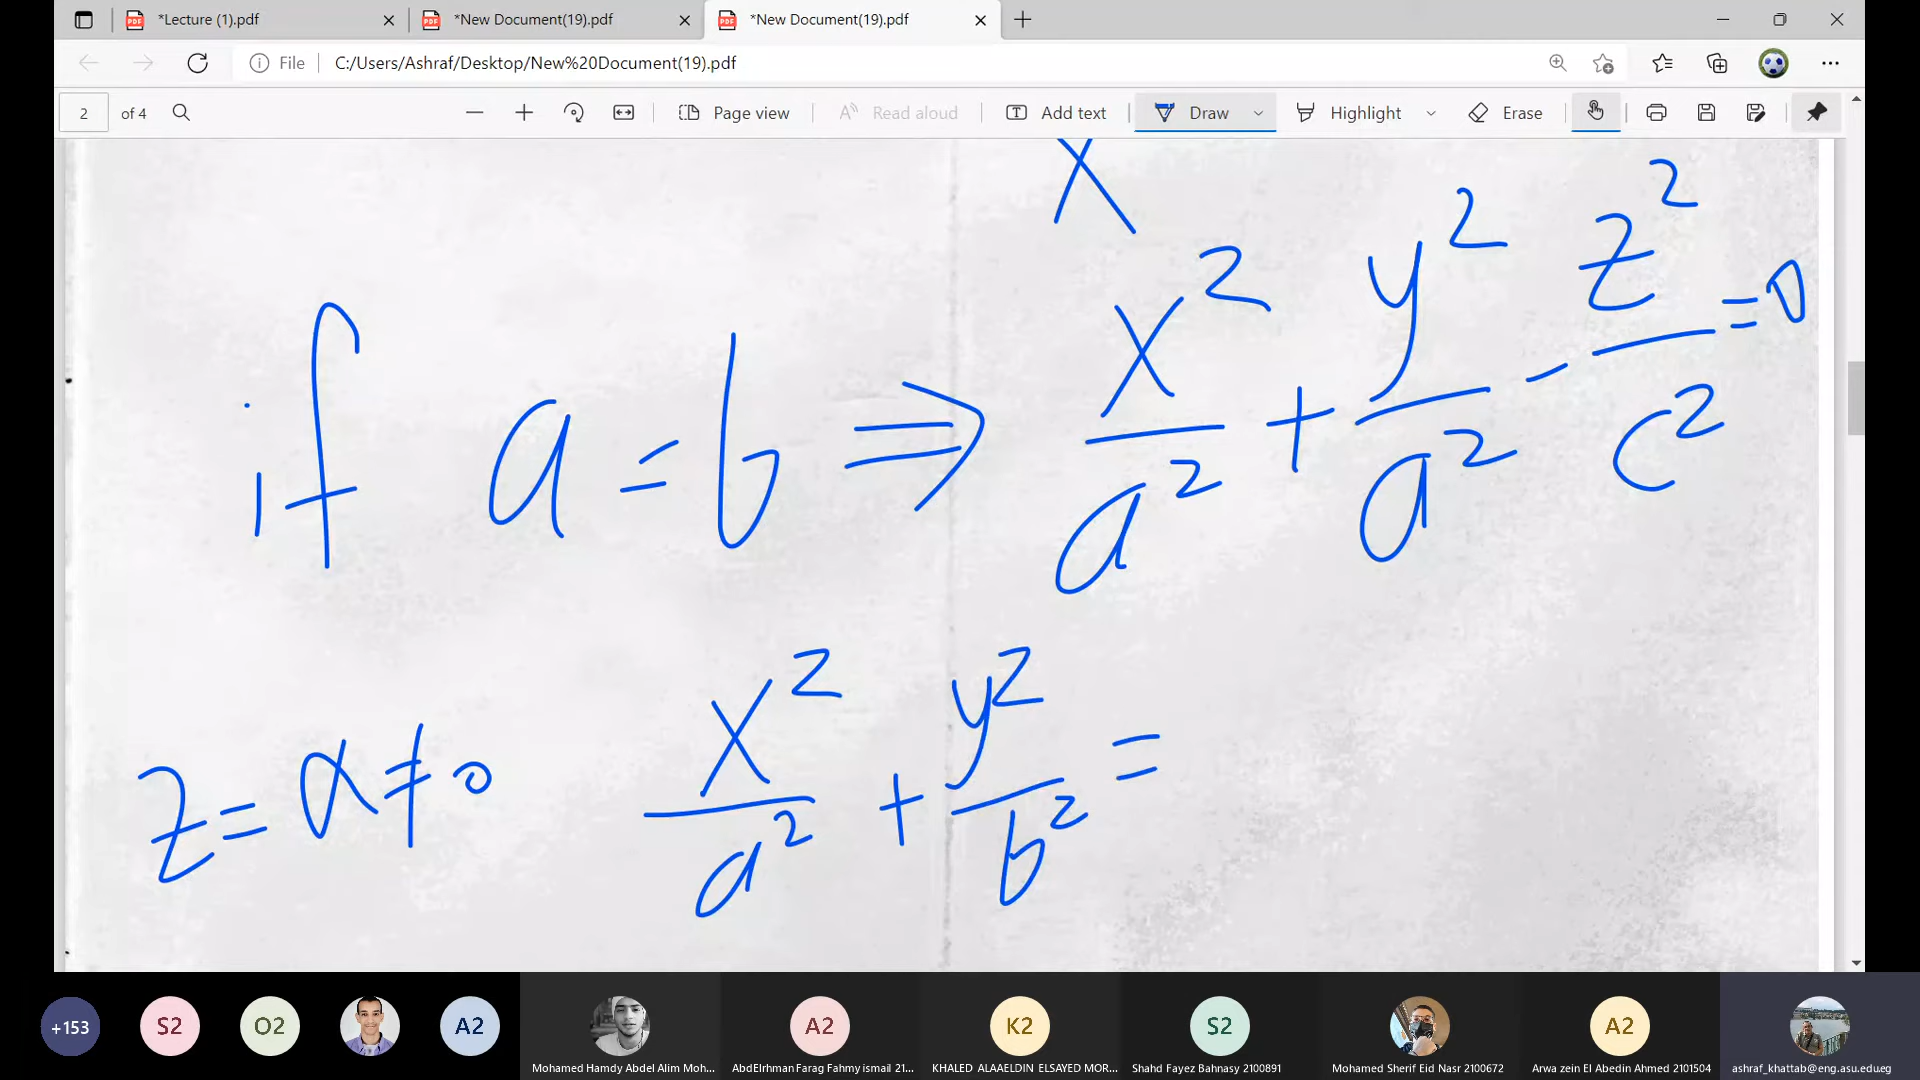 *Lecture (1).pdf
*New Document(19).pdf
*New Document(19).pdf
File
C:/Users/Ashraf/Desktop/New%20Document(19).pdf
2 of 4
Page view
Read aloud
Add text
Draw
Highlight
Erase
x
if a = b ⇒ x²/a² + y²/a² - z²/c² = 0
z = α ≠ 0 x²/a² + y²/b² =
+153
S2
O2
A2
A2
K2
S2
A2
Mohamed Hamdy Abdel Alim Moh...
AbdElrhman Farag Fahmy ismail 21...
KHALED ALAAELDIN ELSAYED MOR...
Shahd Fayez Bahnasy 2100891
Mohamed Sherif Eid Nasr 2100672
Arwa zein El Abedin Ahmed 2101504
ashraf_khattab@eng.asu.edu.eg